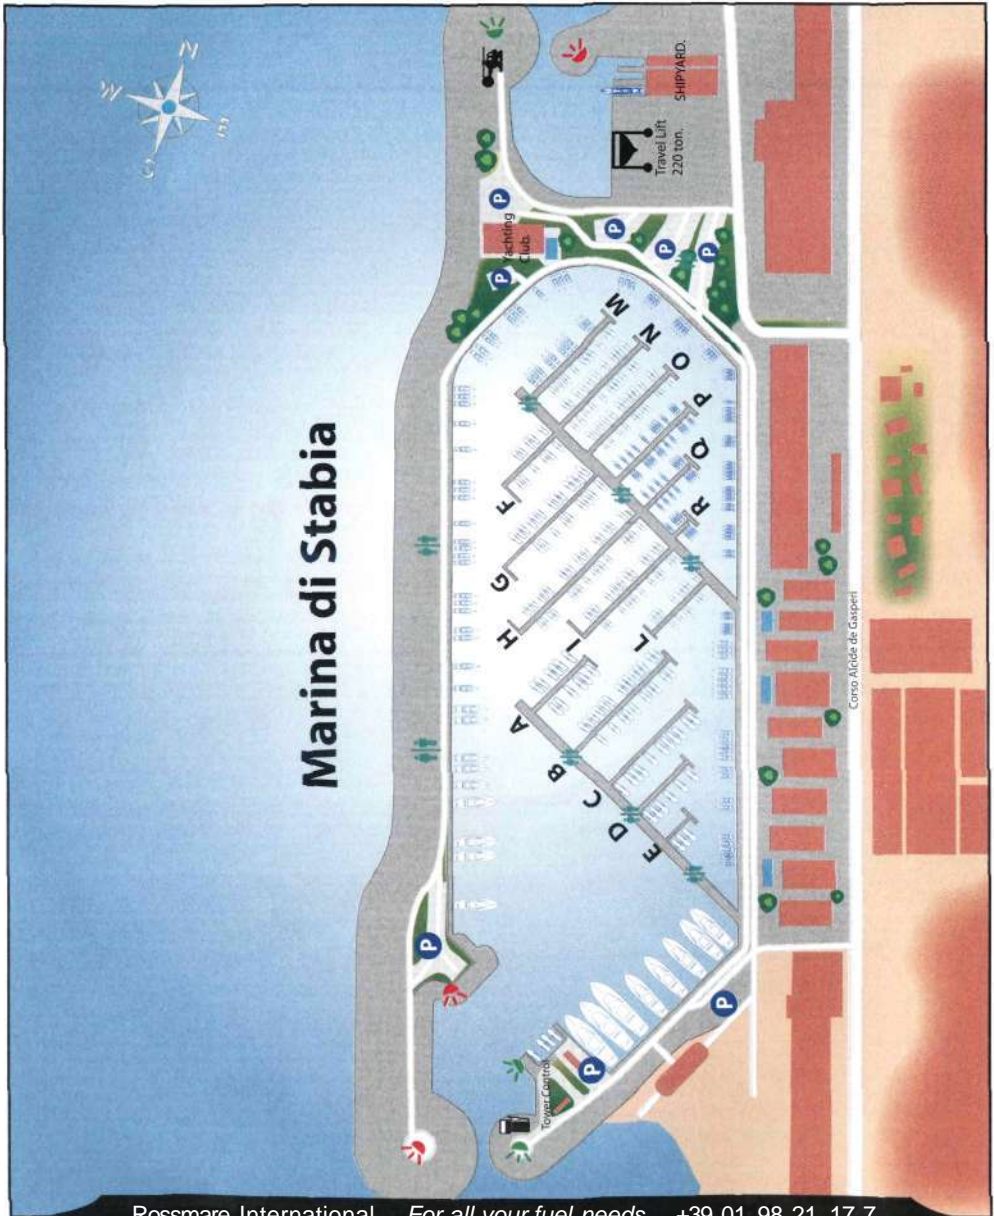 Marina di Stabia
N
W
E
S
SHIPYARD.
Travel Lift
220 ton.
Yachting
Club.
P
P
P
P
P
M
N
O
P
Q
R
F
G
H
I
L
A
B
C
D
E
Corso Alcide de Gasperi
P
P
P
Tower Control
Rossmare International For all your fuel needs +39 01 98 21 17 7